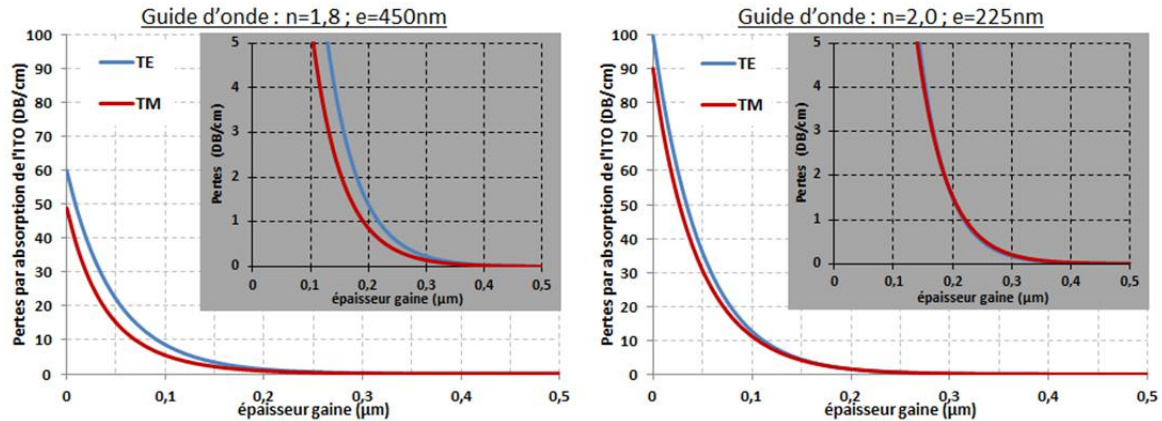 Guide d'onde : n=1,8 ; e=450nm
Pertes par absorption de l'ITO (DB/cm)
100
90
80
70
60
50
40
30
20
10
0
TE
TM
Pertes (DB/cm)
5
4
3
2
1
0
0 0,1 0,2 0,3 0,4 0,5
épaisseur gaine (µm)
0 0,1 0,2 0,3 0,4 0,5
épaisseur gaine (µm)
Guide d'onde : n=2,0 ; e=225nm
Pertes par absorption de l'ITO (DB/cm)
100
90
80
70
60
50
40
30
20
10
0
TE
TM
Pertes (DB/cm)
5
4
3
2
1
0
0 0,1 0,2 0,3 0,4 0,5
épaisseur gaine (µm)
0 0,1 0,2 0,3 0,4 0,5
épaisseur gaine (µm)